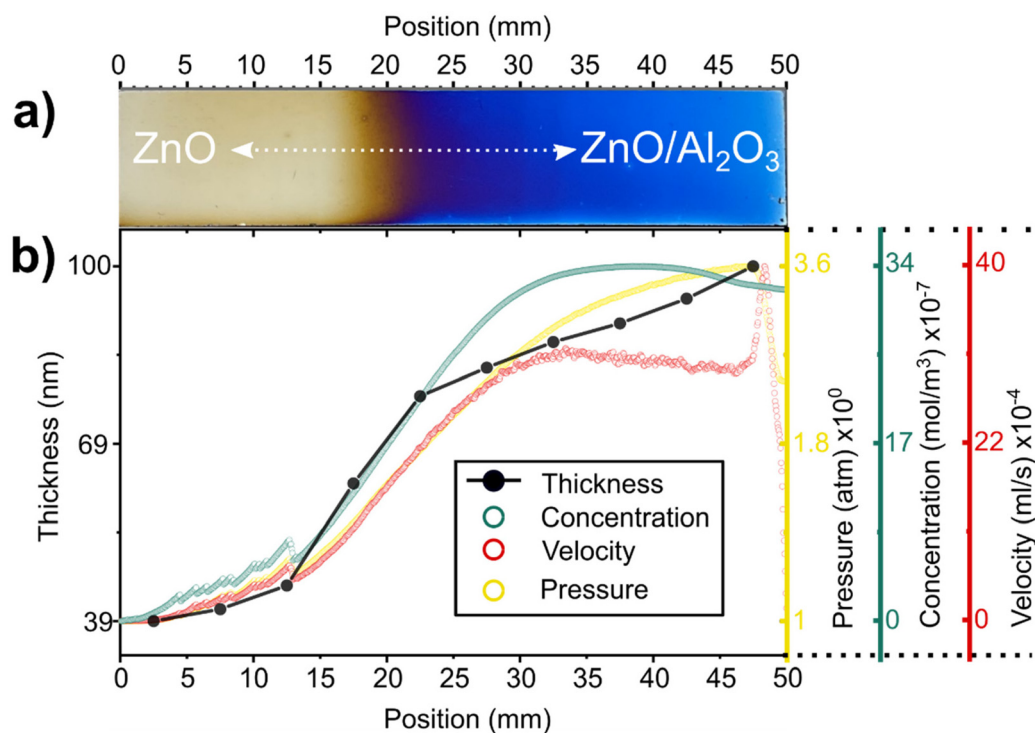 Position (mm)
0 5 10 15 20 25 30 35 40 45 50
a)
ZnO
ZnO/Al₂O₃
b)
100
69
39
Thickness (nm)
Thickness
Concentration
Velocity
Pressure
0 5 10 15 20 25 30 35 40 45 50
Position (mm)
3.6
1.8
1
Pressure (atm) x10⁰
34
17
0
Concentration (mol/m³) x10⁻⁷
40
22
0
Velocity (ml/s) x10⁻⁴